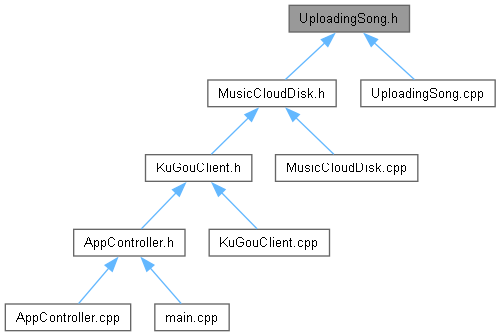 UploadingSong.h
MusicCloudDisk.h
UploadingSong.cpp
KuGouClient.h
MusicCloudDisk.cpp
AppController.h
KuGouClient.cpp
AppController.cpp
main.cpp